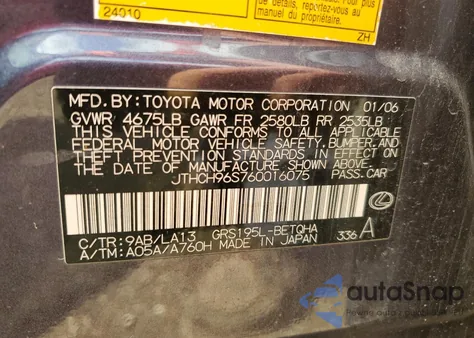 24010
manuel du
propriétaire.
de détails.
ZH
MFD. BY: TOYOTA MOTOR CORPORATION 01/06
GVWR 4675LB GAWR FR 2580LB RR 2535LB
THIS VEHICLE CONFORMS TO ALL APPLICABLE
FEDERAL MOTOR VEHICLE SAFETY, BUMPER, AND
THEFT PREVENTION STANDARDS IN EFFECT ON
THE DATE OF MANUFACTURE SHOWN ABOVE.
JTHCH96S760016075 PASS.CAR
C/TR: 9AB/LA13 GRS195L-BETQHA
A/TM: A05A/A760H MADE IN JAPAN 336 A
autoSnap